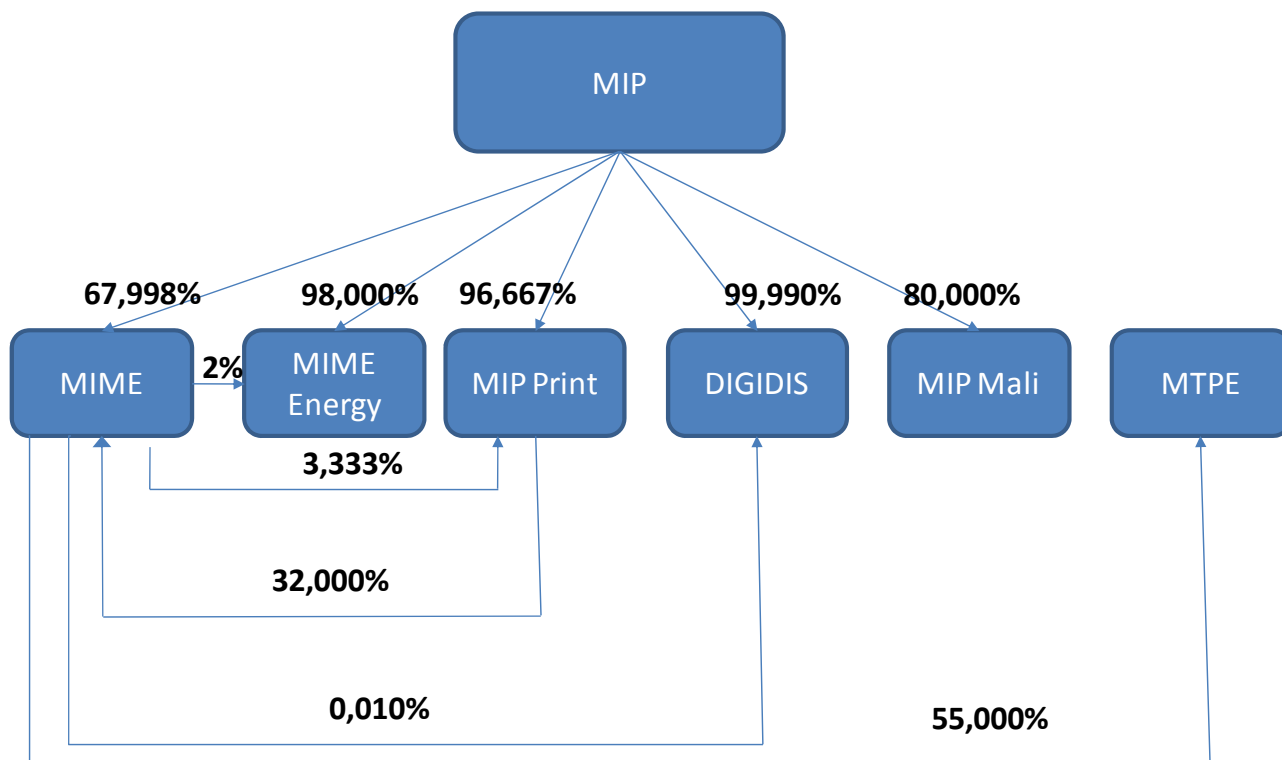 MIP
67,998%
98,000%
96,667%
99,990%
80,000%
MIME
2%
MIME
Energy
MIP Print
DIGIDIS
MIP Mali
MTPE
3,333%
32,000%
0,010%
55,000%